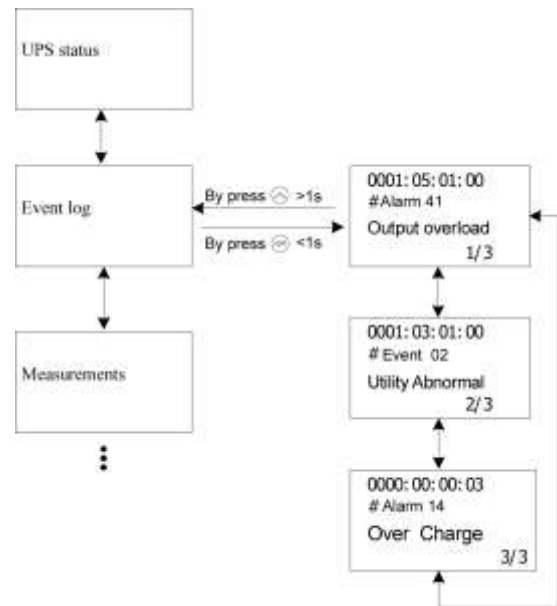 UPS status
Event log
Measurements
By press >1s
By press <1s
0001:05:01:00
#Alarm 41
Output overload
1/3
0001:03:01:00
# Event 02
Utility Abnormal
2/3
0000:00:00:03
# Alarm 14
Over Charge
3/3